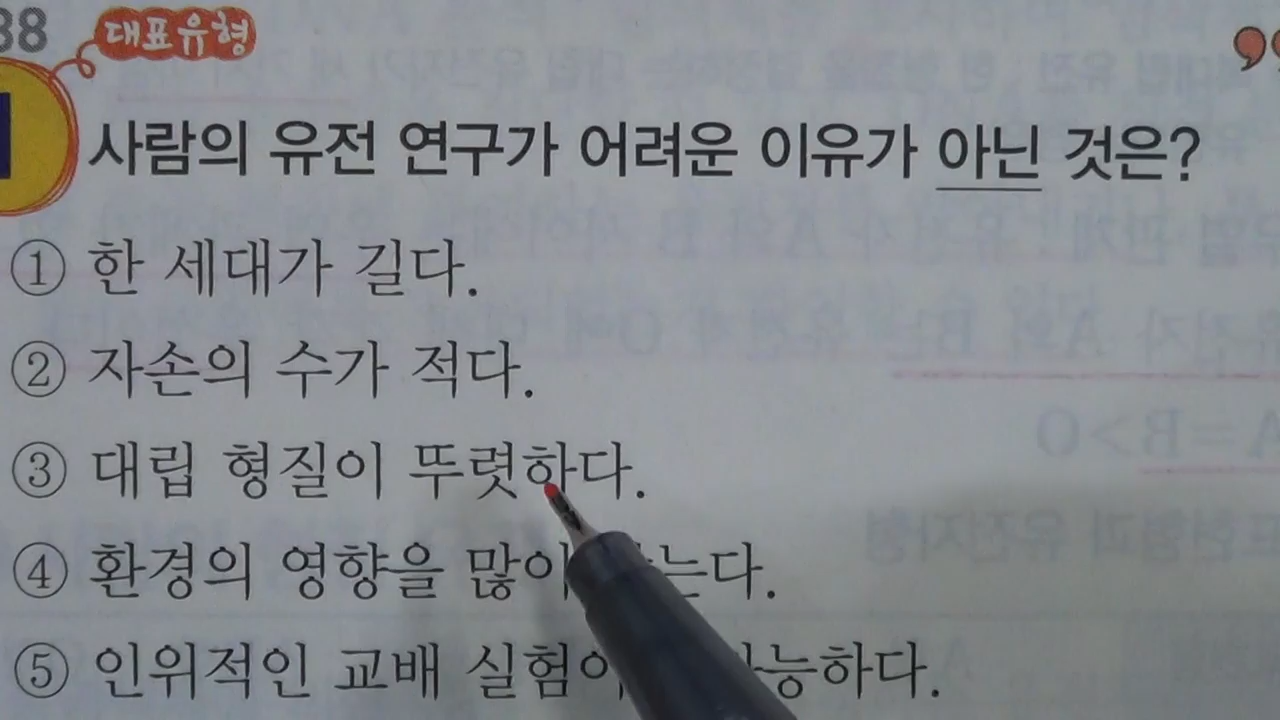 38 대표유형
사람의 유전 연구가 어려운 이유가 아닌 것은?
① 한 세대가 길다.
② 자손의 수가 적다.
③ 대립 형질이 뚜렷하다.
④ 환경의 영향을 많이 는다.
⑤ 인위적인 교배 실험이 능하다.